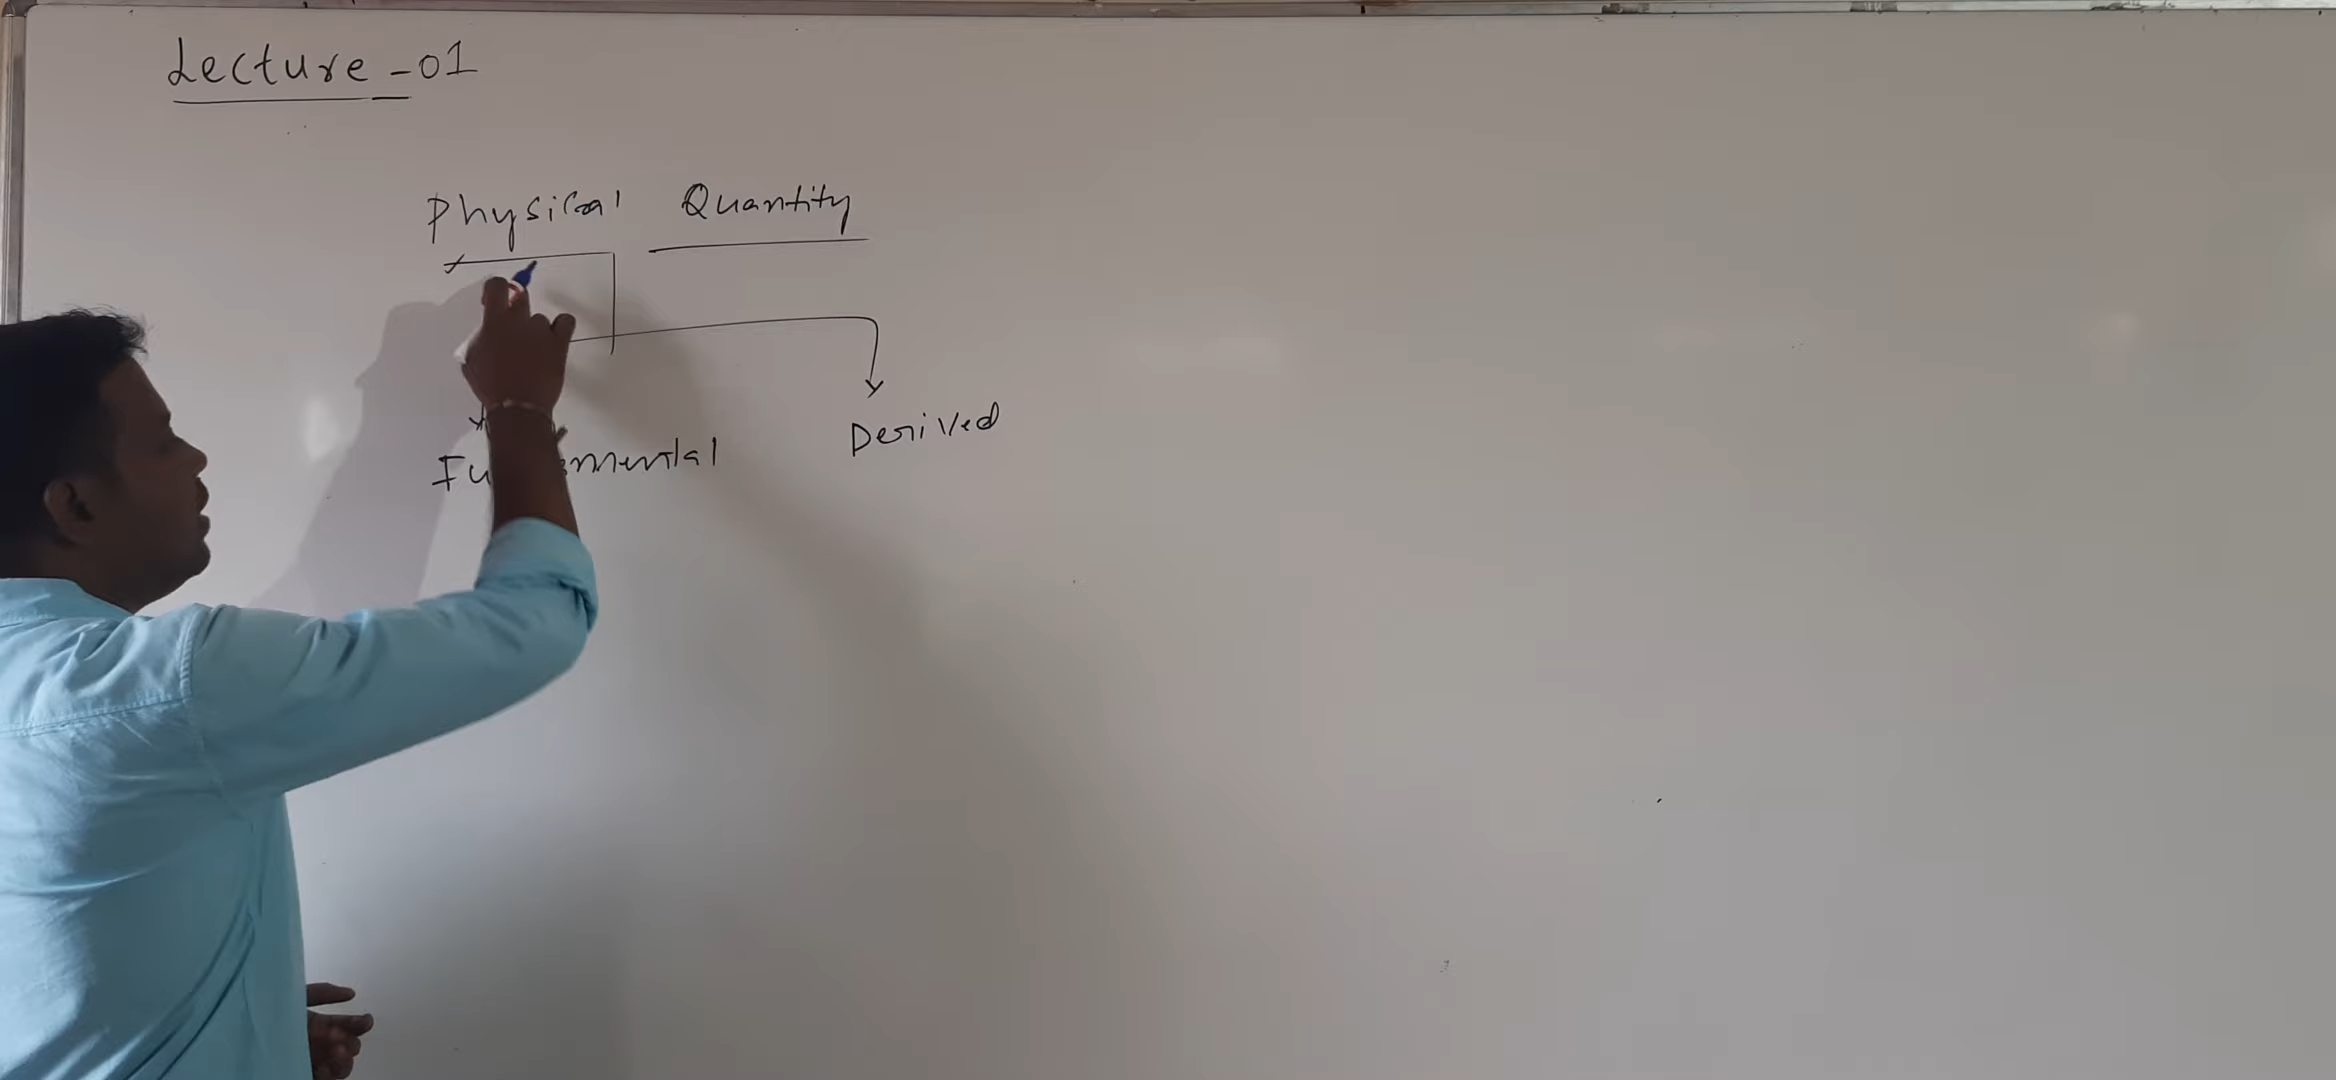 Lecture - 01
Physical Quantity
Derived